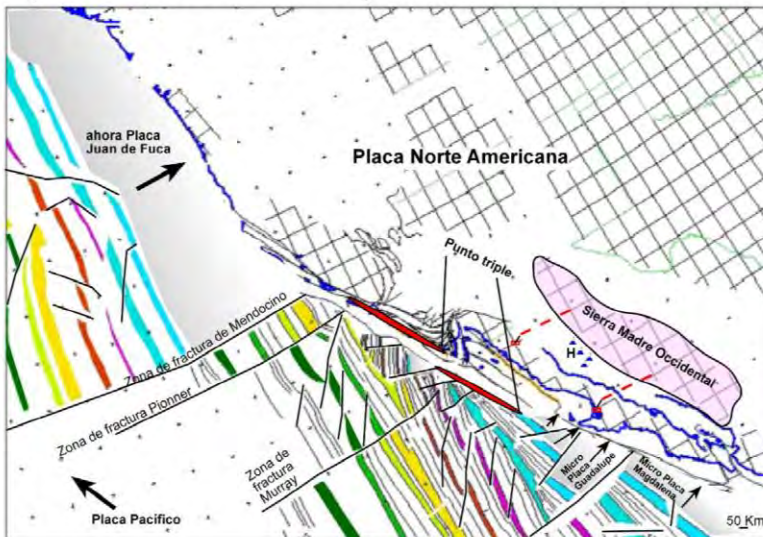 ahora Placa
Juan de Fuca
Placa Norte Americana
Punto triple.
Sierra Madre Occidental
H
Zona de fractura de Mendocino
Zona de fractura Pionner
Zona de
fractura
Murray
Micro
Placa
Guadalupe
Micro Placa
Magdalena
Placa Pacifico
50 Km